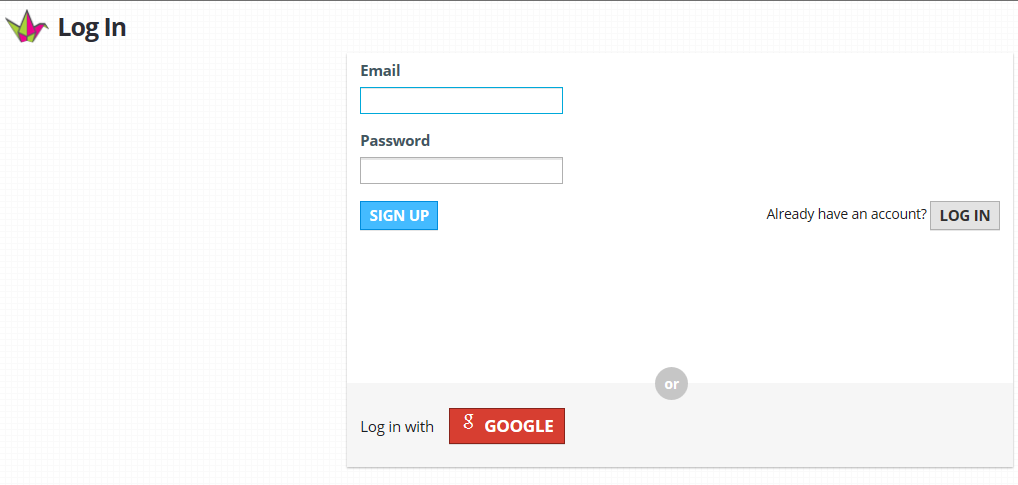 Log In
Email
Password
SIGN UP
Already have an account? LOG IN
or
Log in with g GOOGLE